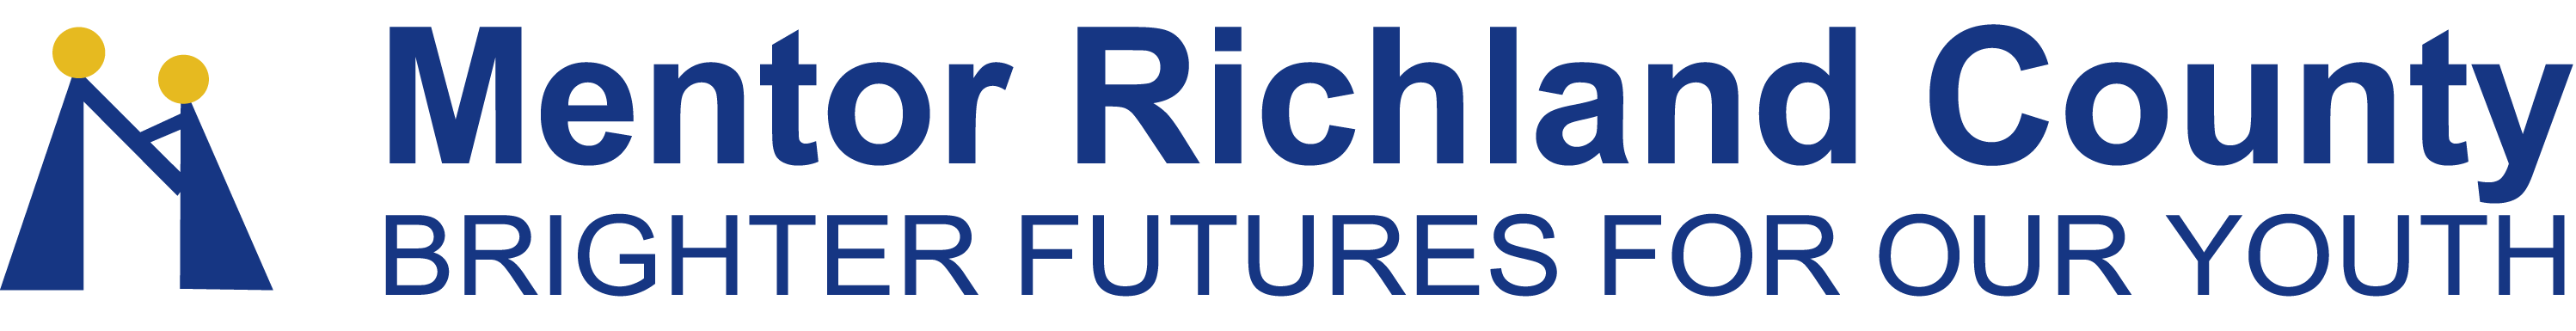 Mentor Richland County
BRIGHTER FUTURES FOR OUR YOUTH